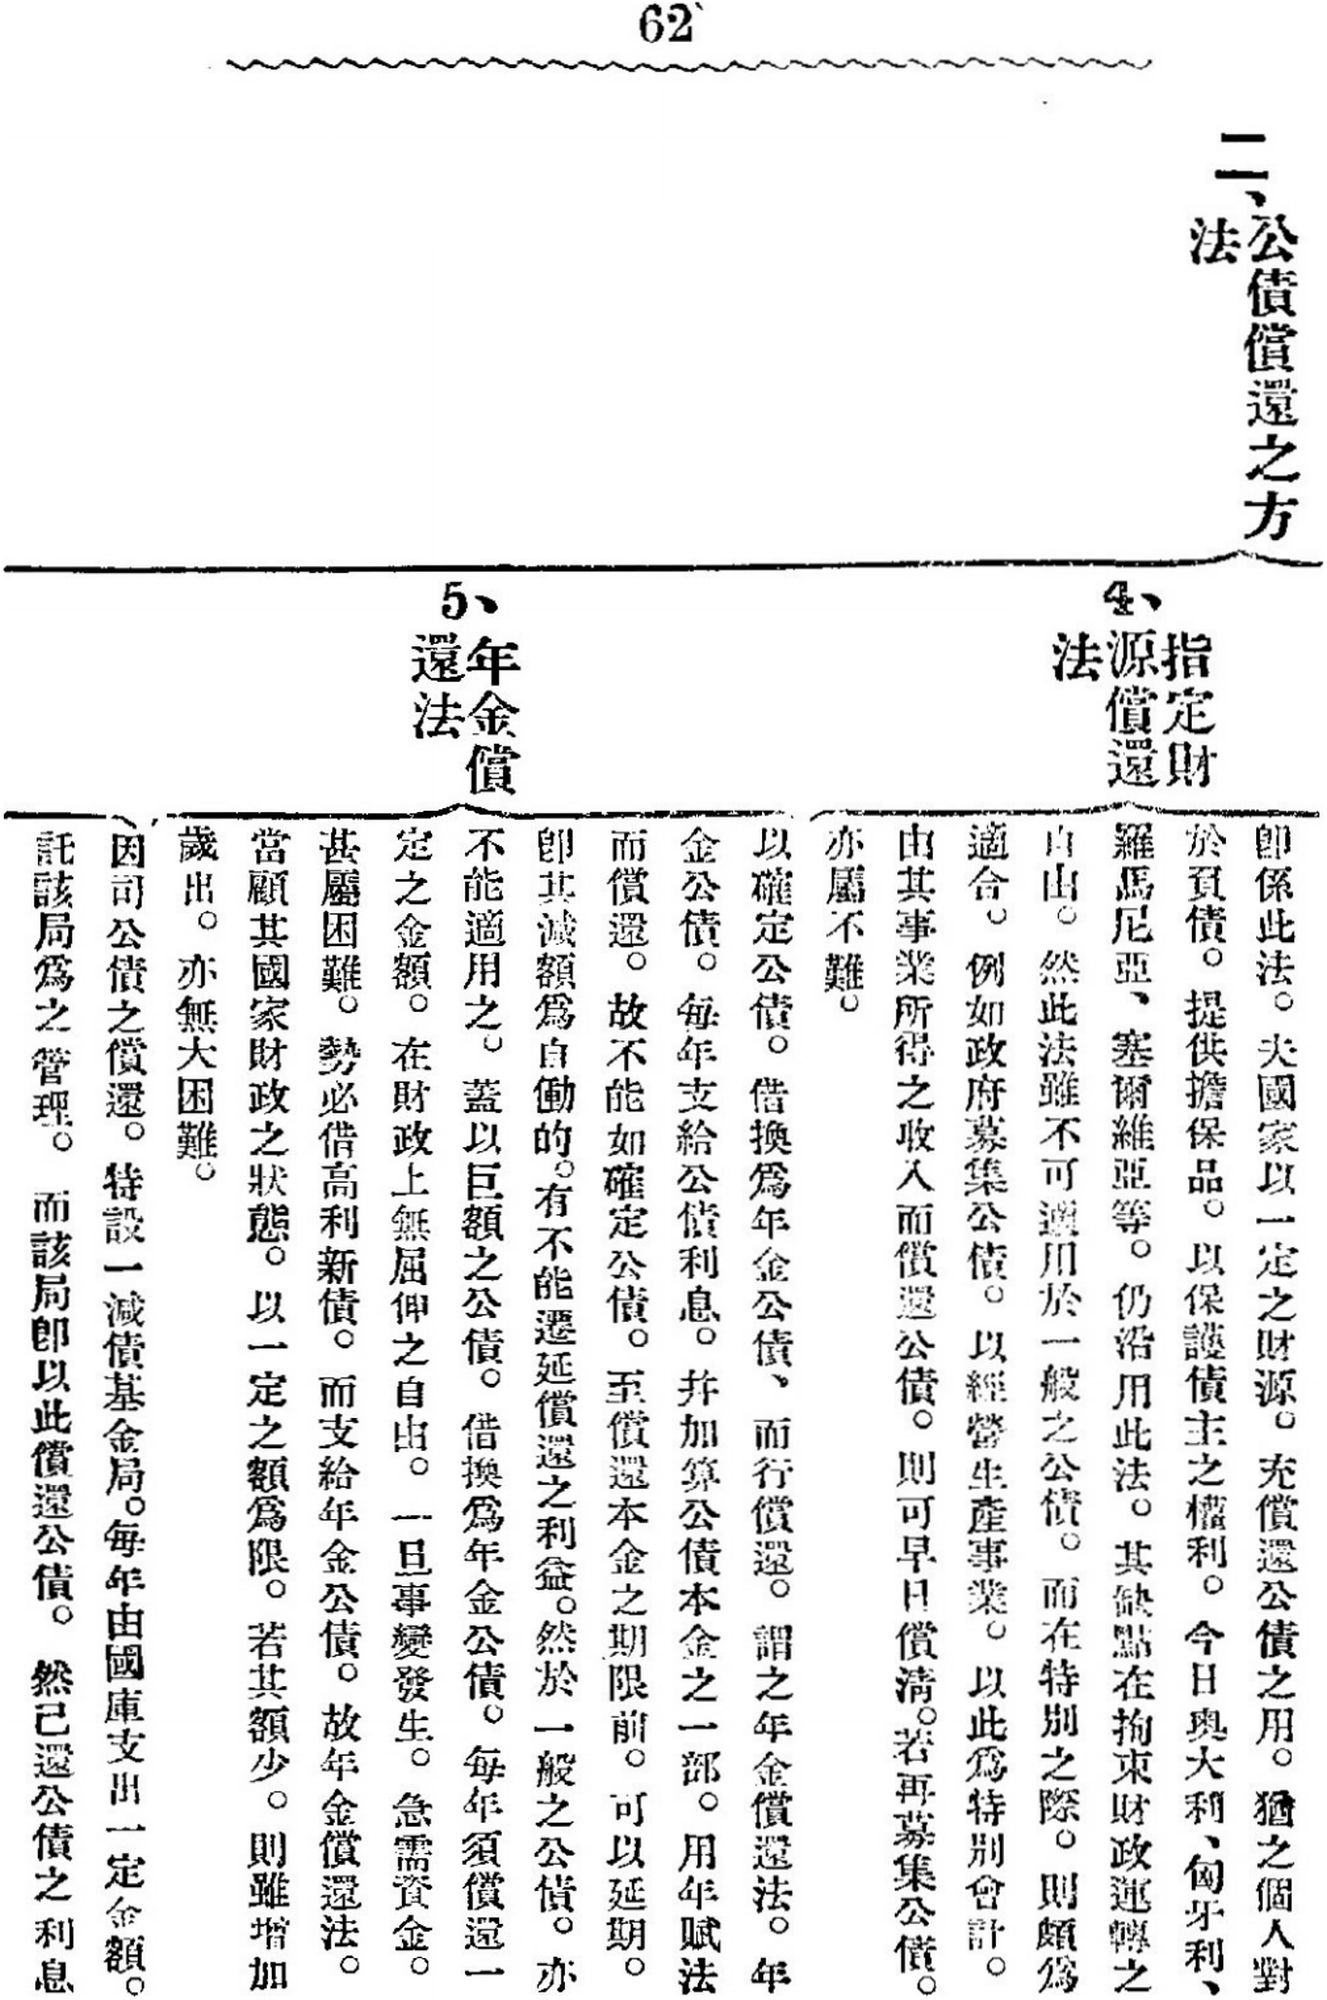 62
二、公債償還之方
法
4、指定財
源償還
法
卽係此法。夫國家以一定之財源。充償還公債之用。猶之個人對
於負債。提供擔保品。以保護債主之權利。今日奧大利、匈牙利、
羅馬尼亞、塞爾維亞等。仍沿用此法。其缺點在拘束財政運轉之
自由。然此法雖不可適用於一般之公債。而在特別之際。則頗爲
適合。例如政府募集公債。以經營生產事業。以此爲特別會計。
由其事業所得之收入而償還公債。則可早日償淸。若再募集公債。
亦屬不難。
5、年金償
還法
以確定公債。借換爲年金公債、而行償還。謂之年金償還法。年
金公債。每年支給公債利息。幷加算公債本金之一部。用年賦法
而償還。故不能如確定公債。至償還本金之期限前。可以延期。
卽其減額爲自働的。有不能遷延償還之利益。然於一般之公債。亦
不能適用之。蓋以巨額之公債。借換爲年金公債。每年須償還一
定之金額。在財政上無屈伸之自由。一旦事變發生。急需資金。
甚屬困難。勢必借高利新債。而支給年金公債。故年金償還法。
當顧其國家財政之狀態。以一定之額爲限。若其額少。則雖增加
歲出。亦無大困難。
因司公債之償還。特設一減債基金局。每年由國庫支出一定金額。
託該局爲之管理。而該局卽以此償還公債。然已還公債之利息